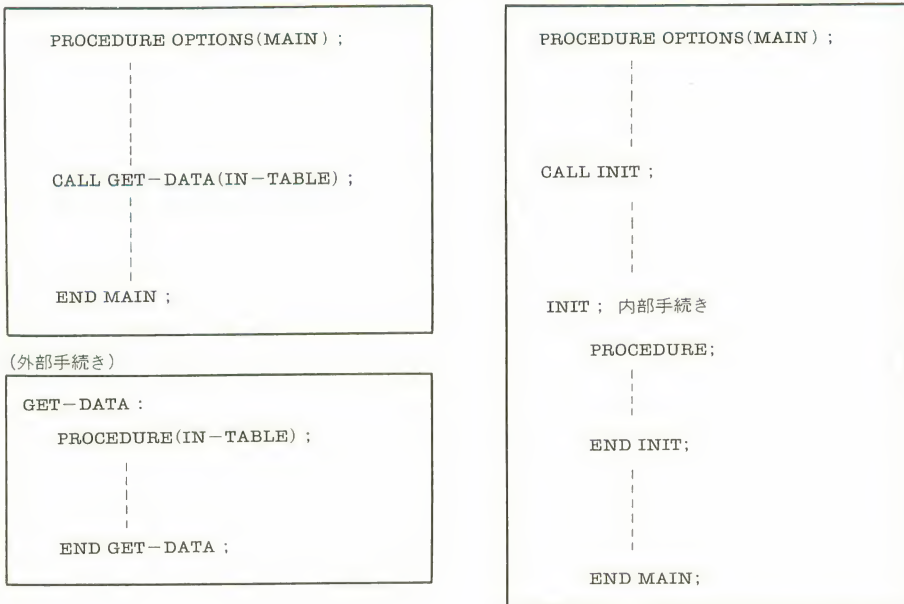 PROCEDURE OPTIONS(MAIN) ;
CALL GET－DATA(IN－TABLE) ;
END MAIN ;
(外部手続き)
GET－DATA :
PROCEDURE(IN－TABLE) ;
END GET－DATA ;
PROCEDURE OPTIONS(MAIN) ;
CALL INIT ;
INIT ; 内部手続き
PROCEDURE;
END INIT;
END MAIN;